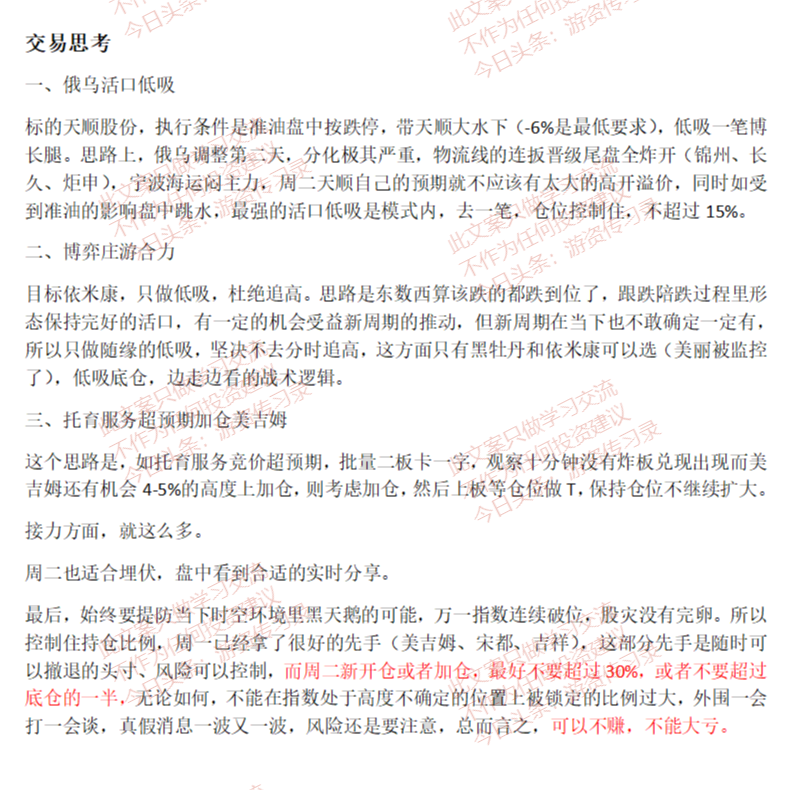 交易思考
一、俄乌活口低吸
标的天顺股份，执行条件是准油盘中按跌停，带天顺大水下（-6%是最低要求），低吸一笔博
长腿。思路上，俄乌调整第二天，分化极其严重，物流线的连扳晋级尾盘全炸开（锦州、长
久、炬申），宁波海运闷主力，周二天顺自己的预期就不应该有太大的高开溢价，同时如受
到准油的影响盘中跳水，最强的活口低吸是模式内，去一笔，仓位控制住，不超过 15%。
二、博弈庄游合力
目标依米康，只做低吸，杜绝追高。思路是东数西算该跌的都跌到位了，跟跌陪跌过程里形
态保持完好的活口，有一定的机会受益新周期的推动，但新周期在当下也不敢确定一定有，
所以只做随缘的低吸，坚决不去分时追高，这方面只有黑牡丹和依米康可以选（美丽被监控
了），低吸底仓，边走边看的战术逻辑。
三、托育服务超预期加仓美吉姆
这个思路是，如托育服务竞价超预期，批量二板卡一字，观察十分钟没有炸板兑现出现而美
吉姆还有机会 4-5%的高度上加仓，则考虑加仓，然后上板等仓位做 T，保持仓位不继续扩大。
接力方面，就这么多。
周二也适合埋伏，盘中看到合适的实时分享。
最后，始终要提防当下时空环境里黑天鹅的可能，万一指数连续破位，股灾没有完卵。所以
控制住持仓比例，周一已经拿了很好的先手（美吉姆、宋都、吉祥），这部分先手是随时可
以撤退的头寸、风险可以控制，而周二新开仓或者加仓，最好不要超过 30%，或者不要超过
底仓的一半，无论如何，不能在指数处于高度不确定的位置上被锁定的比例过大，外围一会
打一会谈，真假消息一波又一波，风险还是要注意，总而言之，可以不赚，不能大亏。
此文案只做学习交流
不作为任何投资建议
今日头条：游资传习录